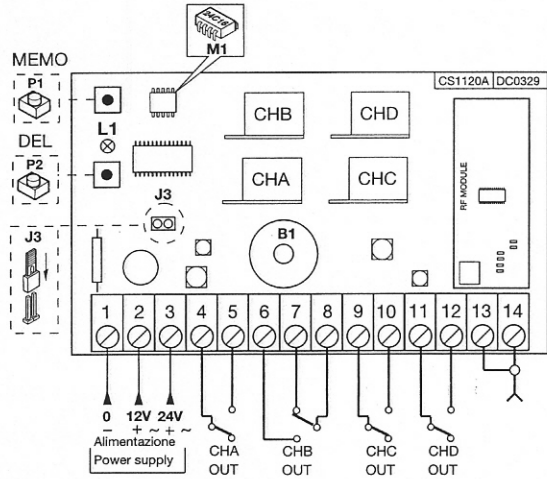 24C16
M1
MEMO
P1
CS1120A DC0329
CHB CHD
L1
DEL
P2
CHA CHC
RF MODULE
J3
B1
J3
1 2 3 4 5 6 7 8 9 10 11 12 13 14
0 12V 24V
− + ~ + ~
Alimentazione
Power supply
CHA CHB CHC CHD
OUT OUT OUT OUT